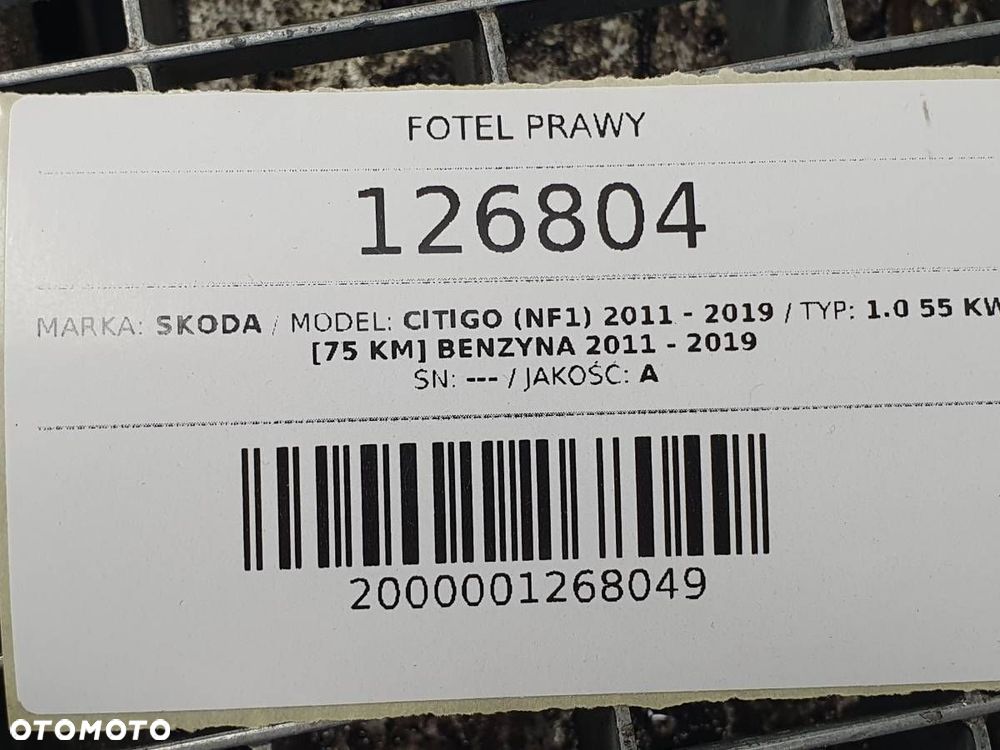 FOTEL PRAWY
126804
MARKA: SKODA / MODEL: CITIGO (NF1) 2011 - 2019 / TYP: 1.0 55 KW
[75 KM] BENZYNA 2011 - 2019
SN: --- / JAKOŚĆ: A
2000001268049
OTOMOTO